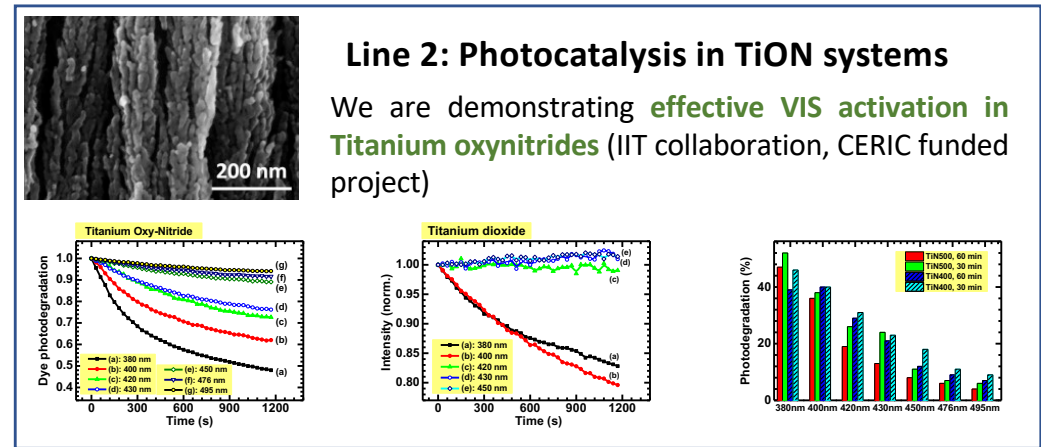 200 nm
Line 2: Photocatalysis in TiON systems
We are demonstrating effective VIS activation in
Titanium oxynitrides (IIT collaboration, CERIC funded
project)
Titanium Oxy-Nitride
Dye photodegradation
1.0
0.9
0.8
0.7
0.6
0.5
0.4
(g)
(f)
(e)
(d)
(c)
(b)
(a)
(a): 380 nm
(b): 400 nm
(c): 420 nm
(d): 430 nm
(e): 450 nm
(f): 476 nm
(g): 495 nm
0 300 600 900 1200
Time (s)
Titanium dioxide
Intensity (norm.)
1.00
0.95
0.90
0.85
0.80
(e)
(d)
(c)
(a)
(b)
(a): 380 nm
(b): 400 nm
(c): 420 nm
(d): 430 nm
(e): 450 nm
0 300 600 900 1200
Time (s)
Photodegradation (%)
40
20
0
TiN500, 60 min
TiN500, 30 min
TiN400, 60 min
TiN400, 30 min
380nm 400nm 420nm 430nm 450nm 476nm 495nm